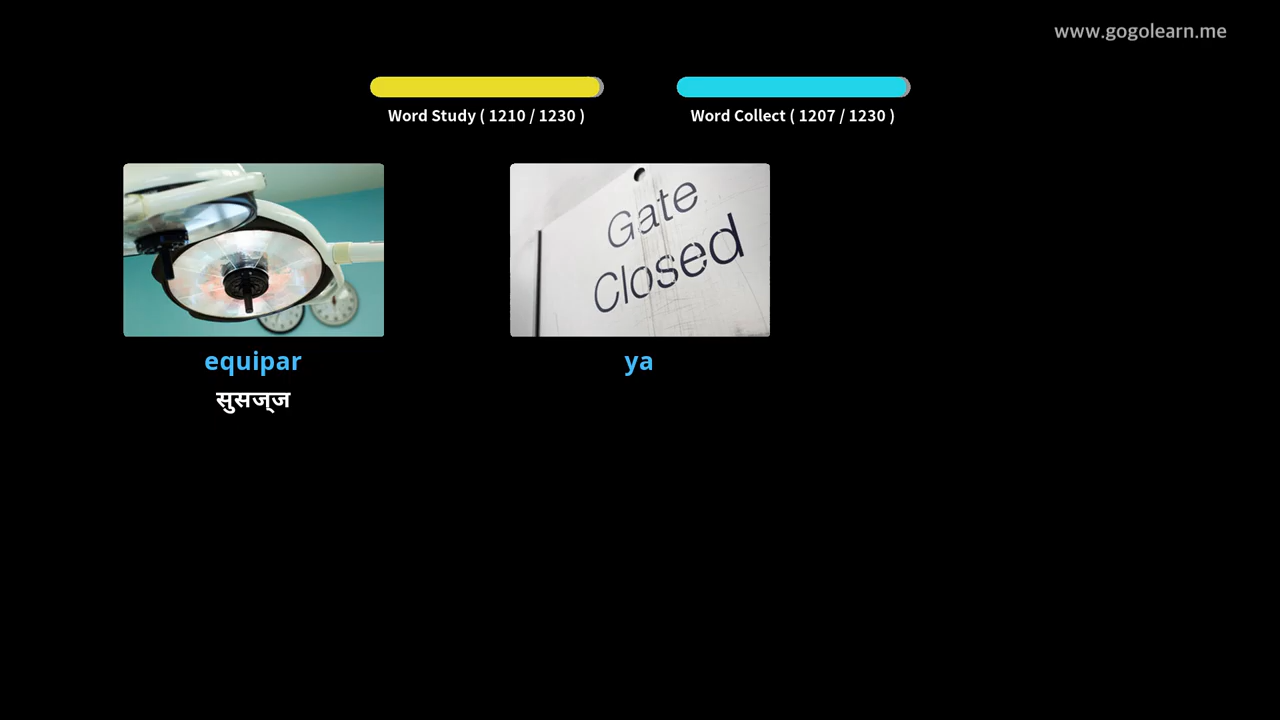 www.gogolearn.me
Word Study ( 1210 / 1230 )
Word Collect ( 1207 / 1230 )
Gate
Closed
equipar
ya
सुसज्ज